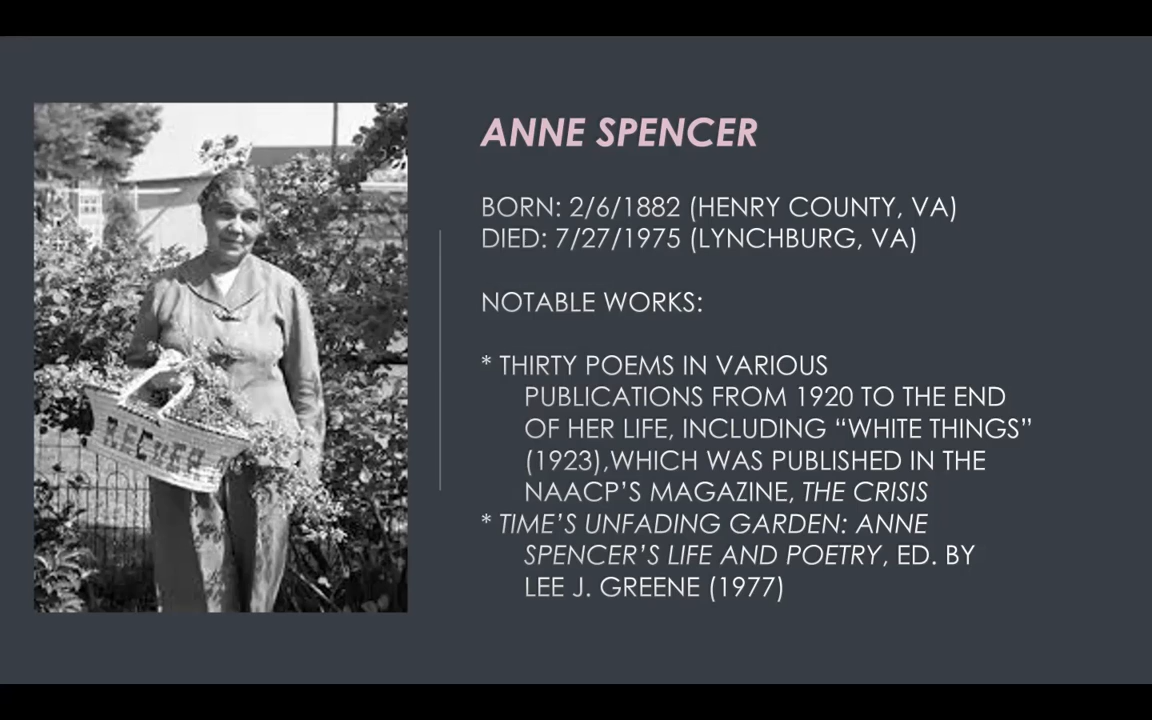 ANNE SPENCER
BORN: 2/6/1882 (HENRY COUNTY, VA)
DIED: 7/27/1975 (LYNCHBURG, VA)
NOTABLE WORKS:
* THIRTY POEMS IN VARIOUS
PUBLICATIONS FROM 1920 TO THE END
OF HER LIFE, INCLUDING “WHITE THINGS”
(1923),WHICH WAS PUBLISHED IN THE
NAACP’S MAGAZINE, THE CRISIS
* TIME’S UNFADING GARDEN: ANNE
SPENCER’S LIFE AND POETRY, ED. BY
LEE J. GREENE (1977)